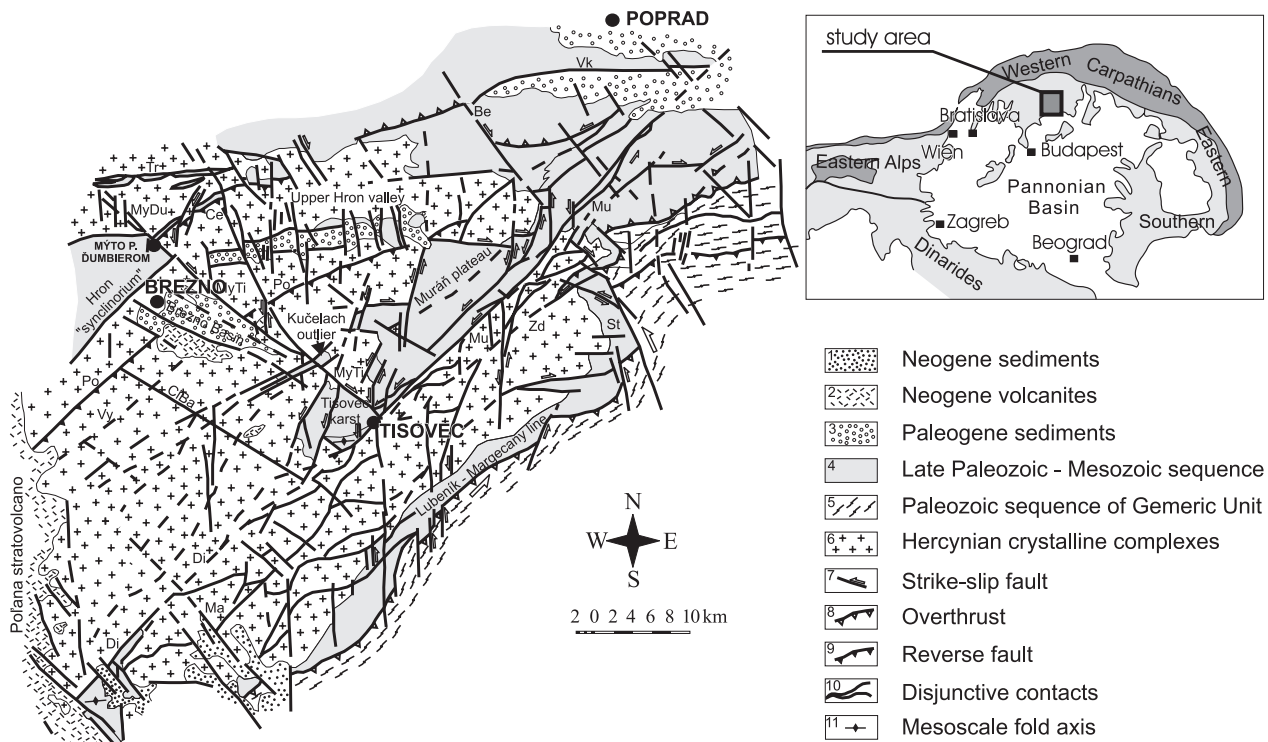 POPRAD
Vk
Be
Tr
MyDu
Ce
Upper Hron valley
Mu
MÝTO P.
ĎUMBIEROM
Muráň plateau
Hron
"synclinorium"
BREZNO
MyTi
Po
Brezno Basin
Kučelach
outlier
Mu
Zd
St
MyTi
Po
Vy
CiBa
Tisovec
karst
TISOVEC
Lubeník - Margecany line
Poľana stratovolcano
Di
Ma
Di
N
W E
S
2 0 2 4 6 8 10 km
study area
Western
Carpathians
Eastern
Bratislava
Wien
Budapest
Eastern Alps
Pannonian
Basin
Zagreb
Southern
Beograd
Dinarides
1 Neogene sediments
2 Neogene volcanites
3 Paleogene sediments
4 Late Paleozoic - Mesozoic sequence
5 Paleozoic sequence of Gemeric Unit
6 Hercynian crystalline complexes
7 Strike-slip fault
8 Overthrust
9 Reverse fault
10 Disjunctive contacts
11 Mesoscale fold axis